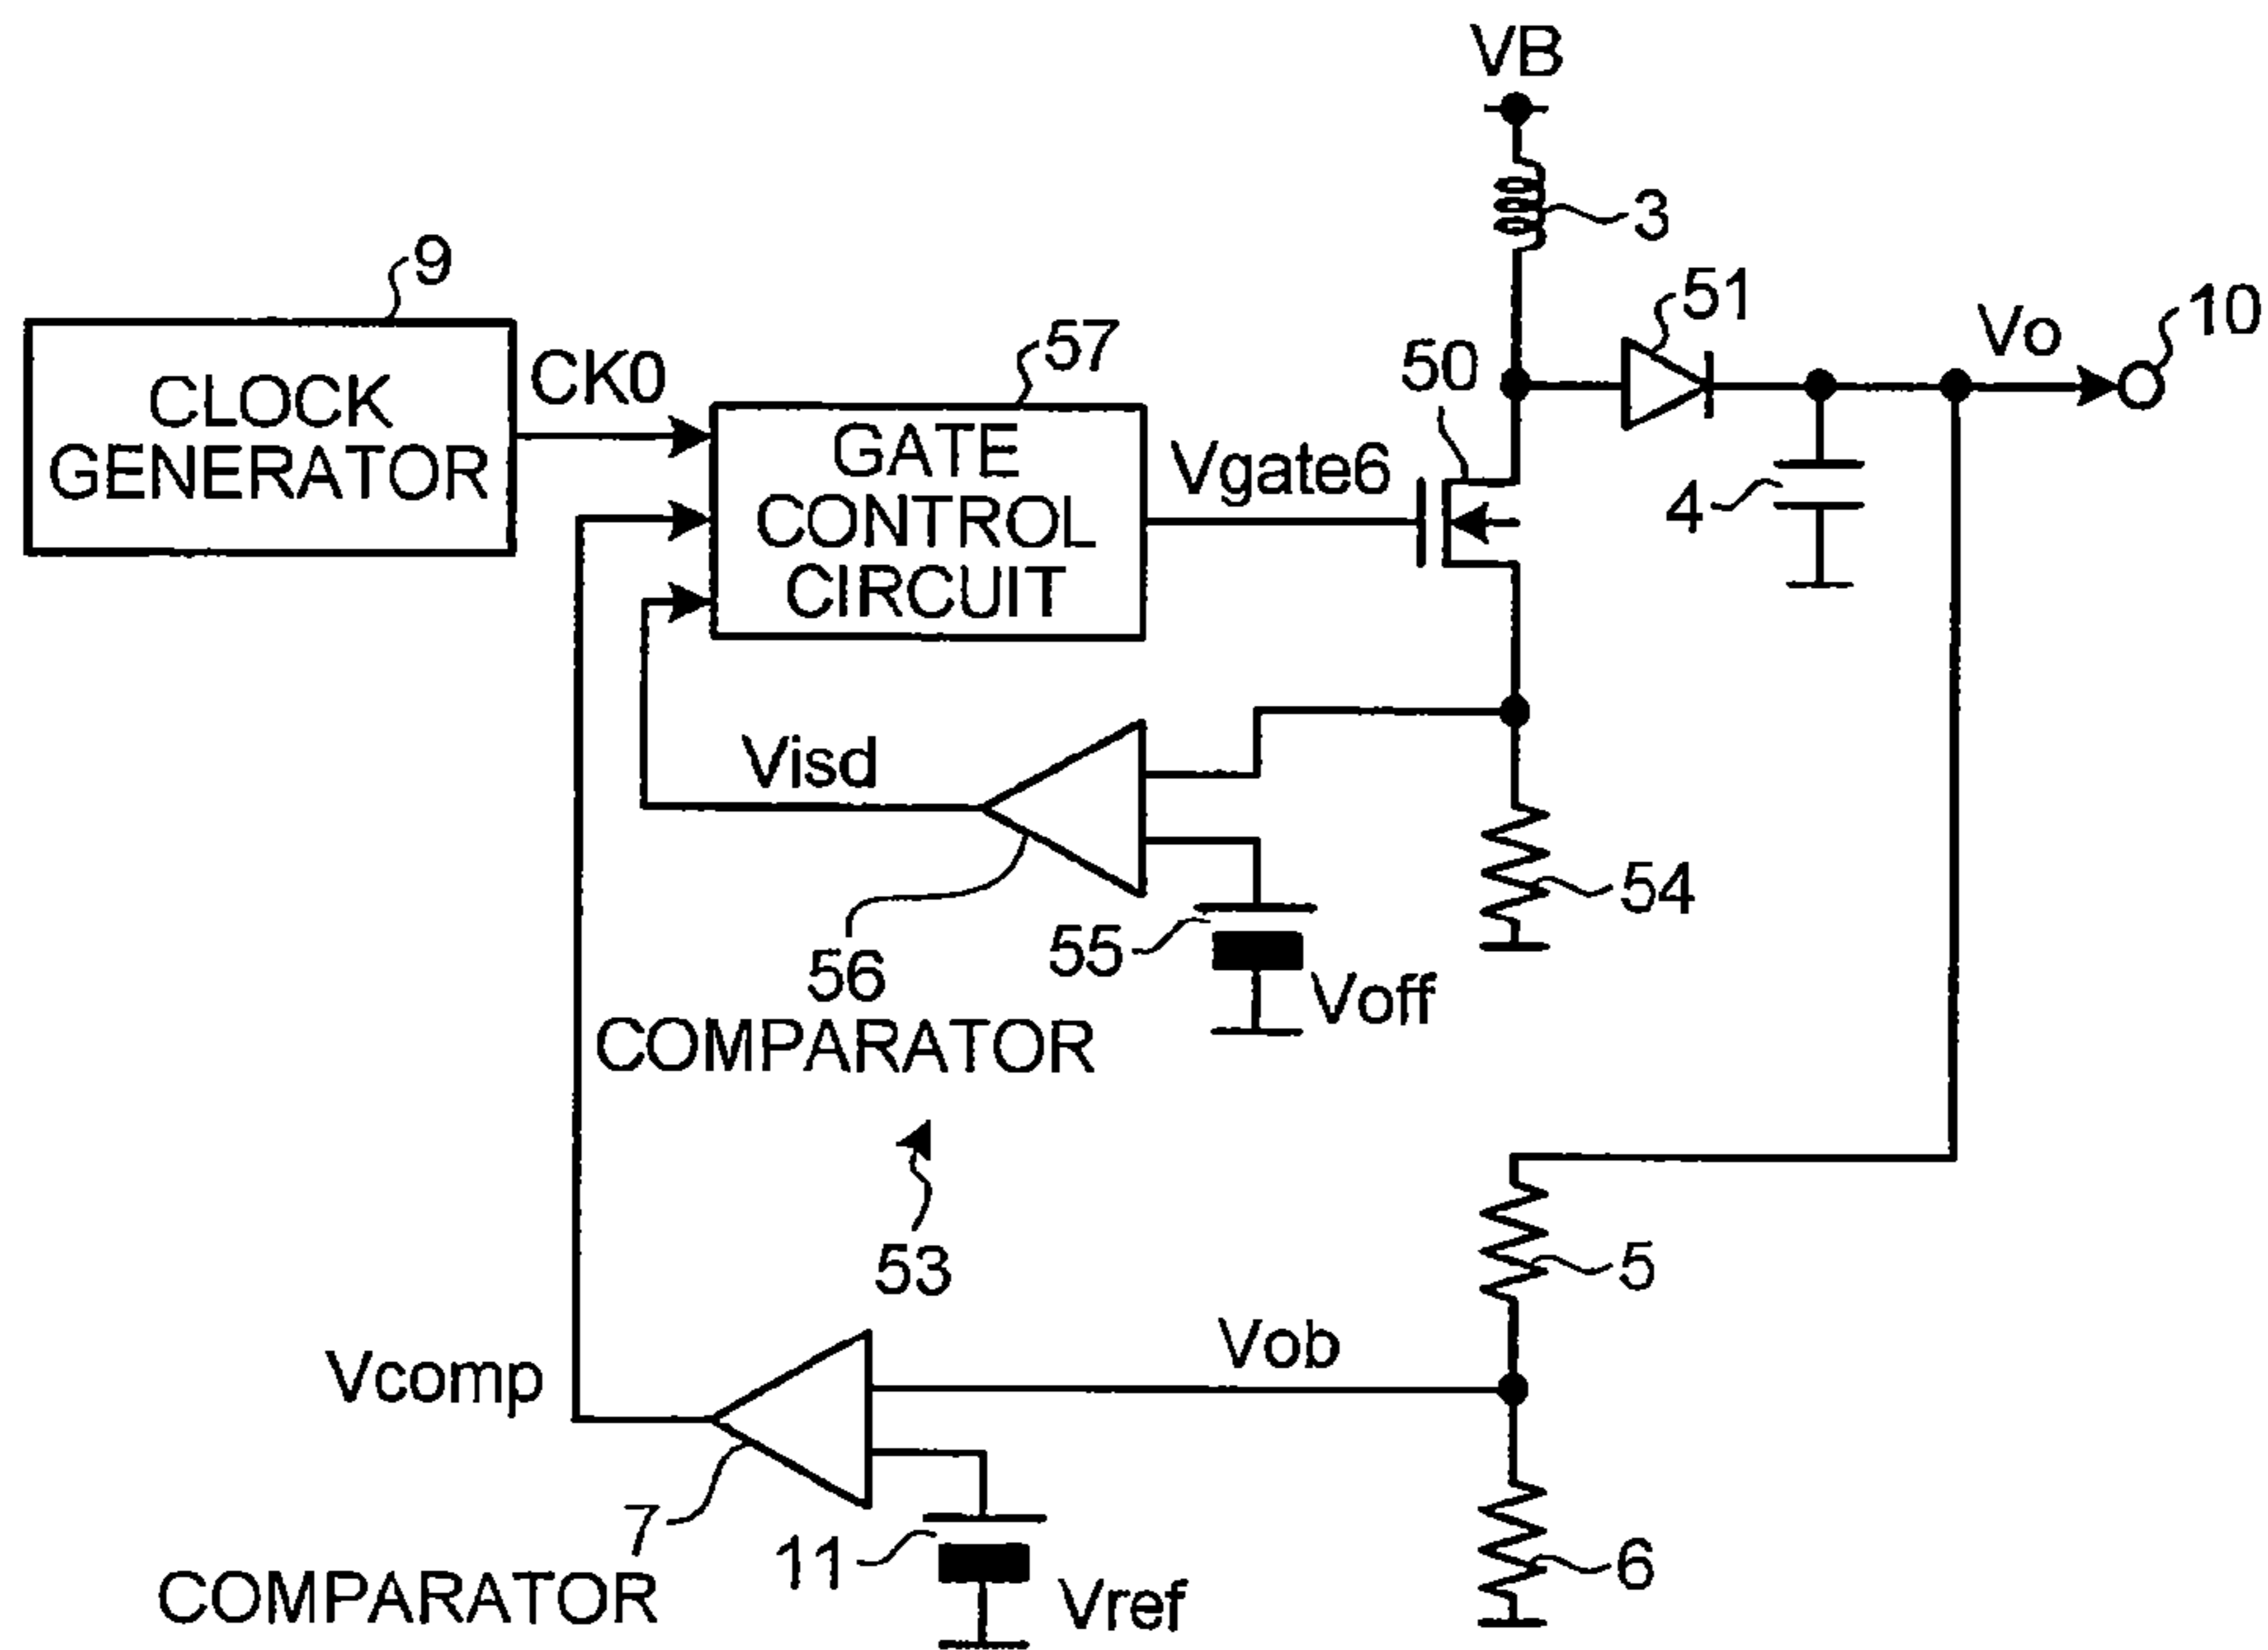 VB
3
9
51
10
Vo
57
CK0
50
CLOCK
GENERATOR
GATE
CONTROL
CIRCUIT
Vgate6
4
Visd
54
55
56
Voff
COMPARATOR
53
5
Vob
Vcomp
7
11
6
COMPARATOR
Vref